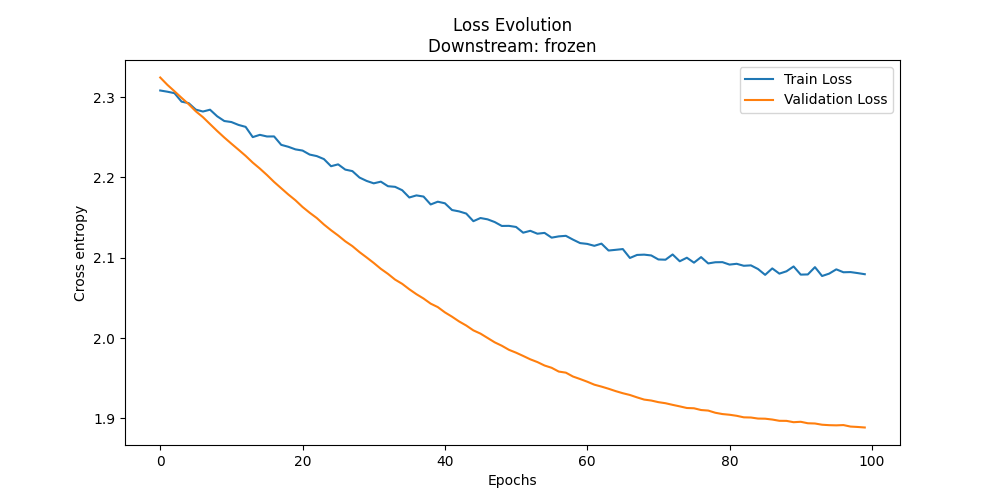 Loss Evolution
Downstream: frozen
Train Loss
Validation Loss
Cross entropy
2.3
2.2
2.1
2.0
1.9
0
20
40
60
80
100
Epochs